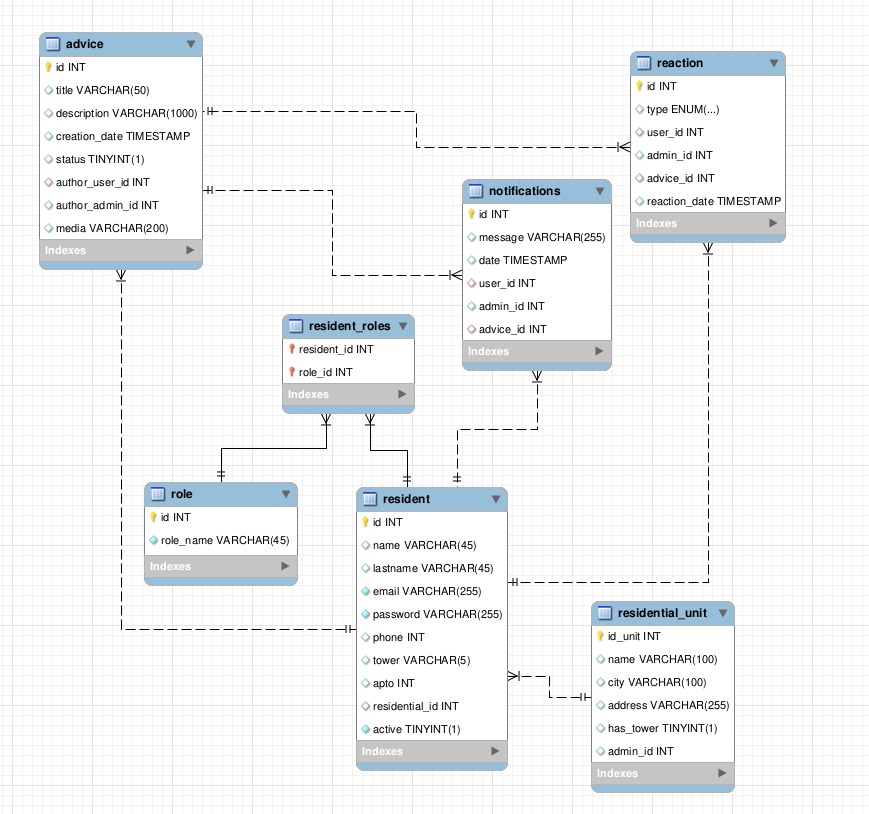 advice
id INT
title VARCHAR(50)
description VARCHAR(1000)
creation_date TIMESTAMP
status TINYINT(1)
author_user_id INT
author_admin_id INT
media VARCHAR(200)
Indexes
reaction
id INT
type ENUM(...)
user_id INT
admin_id INT
advice_id INT
reaction_date TIMESTAMP
Indexes
notifications
id INT
message VARCHAR(255)
date TIMESTAMP
user_id INT
admin_id INT
advice_id INT
Indexes
resident_roles
resident_id INT
role_id INT
Indexes
role
id INT
role_name VARCHAR(45)
Indexes
resident
id INT
name VARCHAR(45)
lastname VARCHAR(45)
email VARCHAR(255)
password VARCHAR(255)
phone INT
tower VARCHAR(5)
apto INT
residential_id INT
active TINYINT(1)
Indexes
residential_unit
id_unit INT
name VARCHAR(100)
city VARCHAR(100)
address VARCHAR(255)
has_tower TINYINT(1)
admin_id INT
Indexes